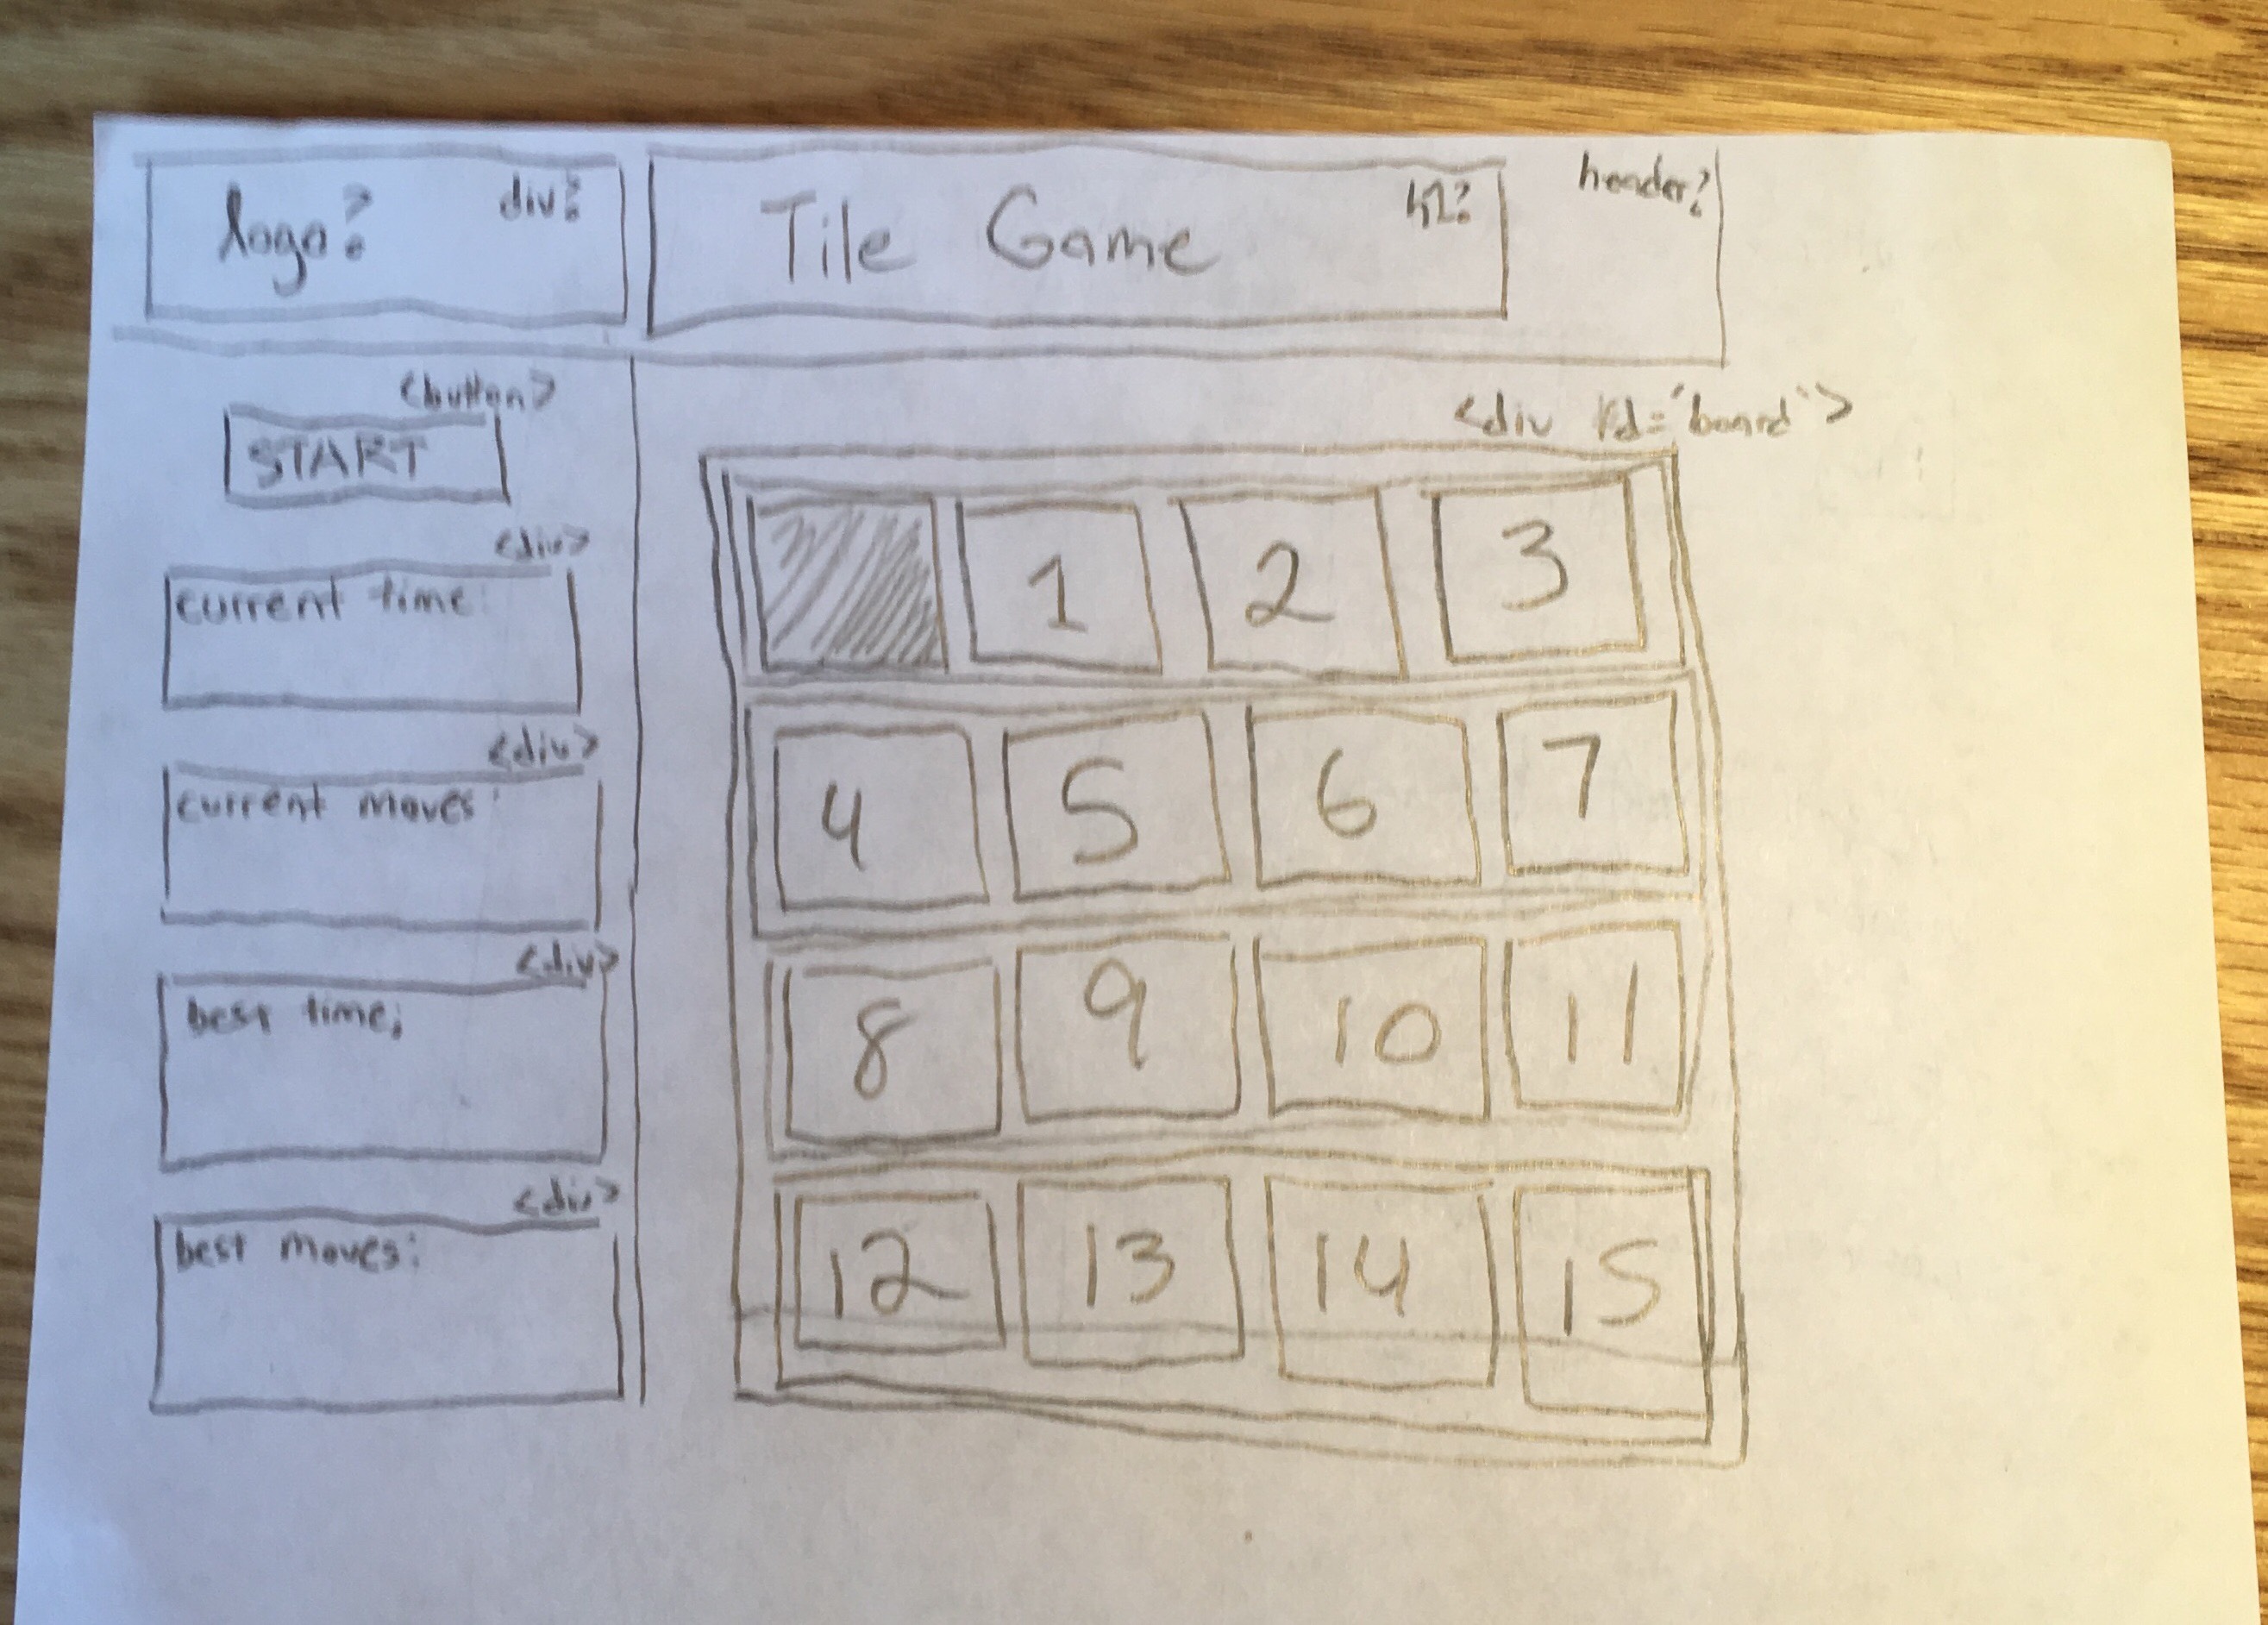 logo? div?
Tile Game h1?
header?
<button>
START
<div>
current time:
<div>
current moves:
<div>
best time;
<div>
best moves:
<div id='board'>
1 2 3
4 5 6 7
8 9 10 11
12 13 14 15